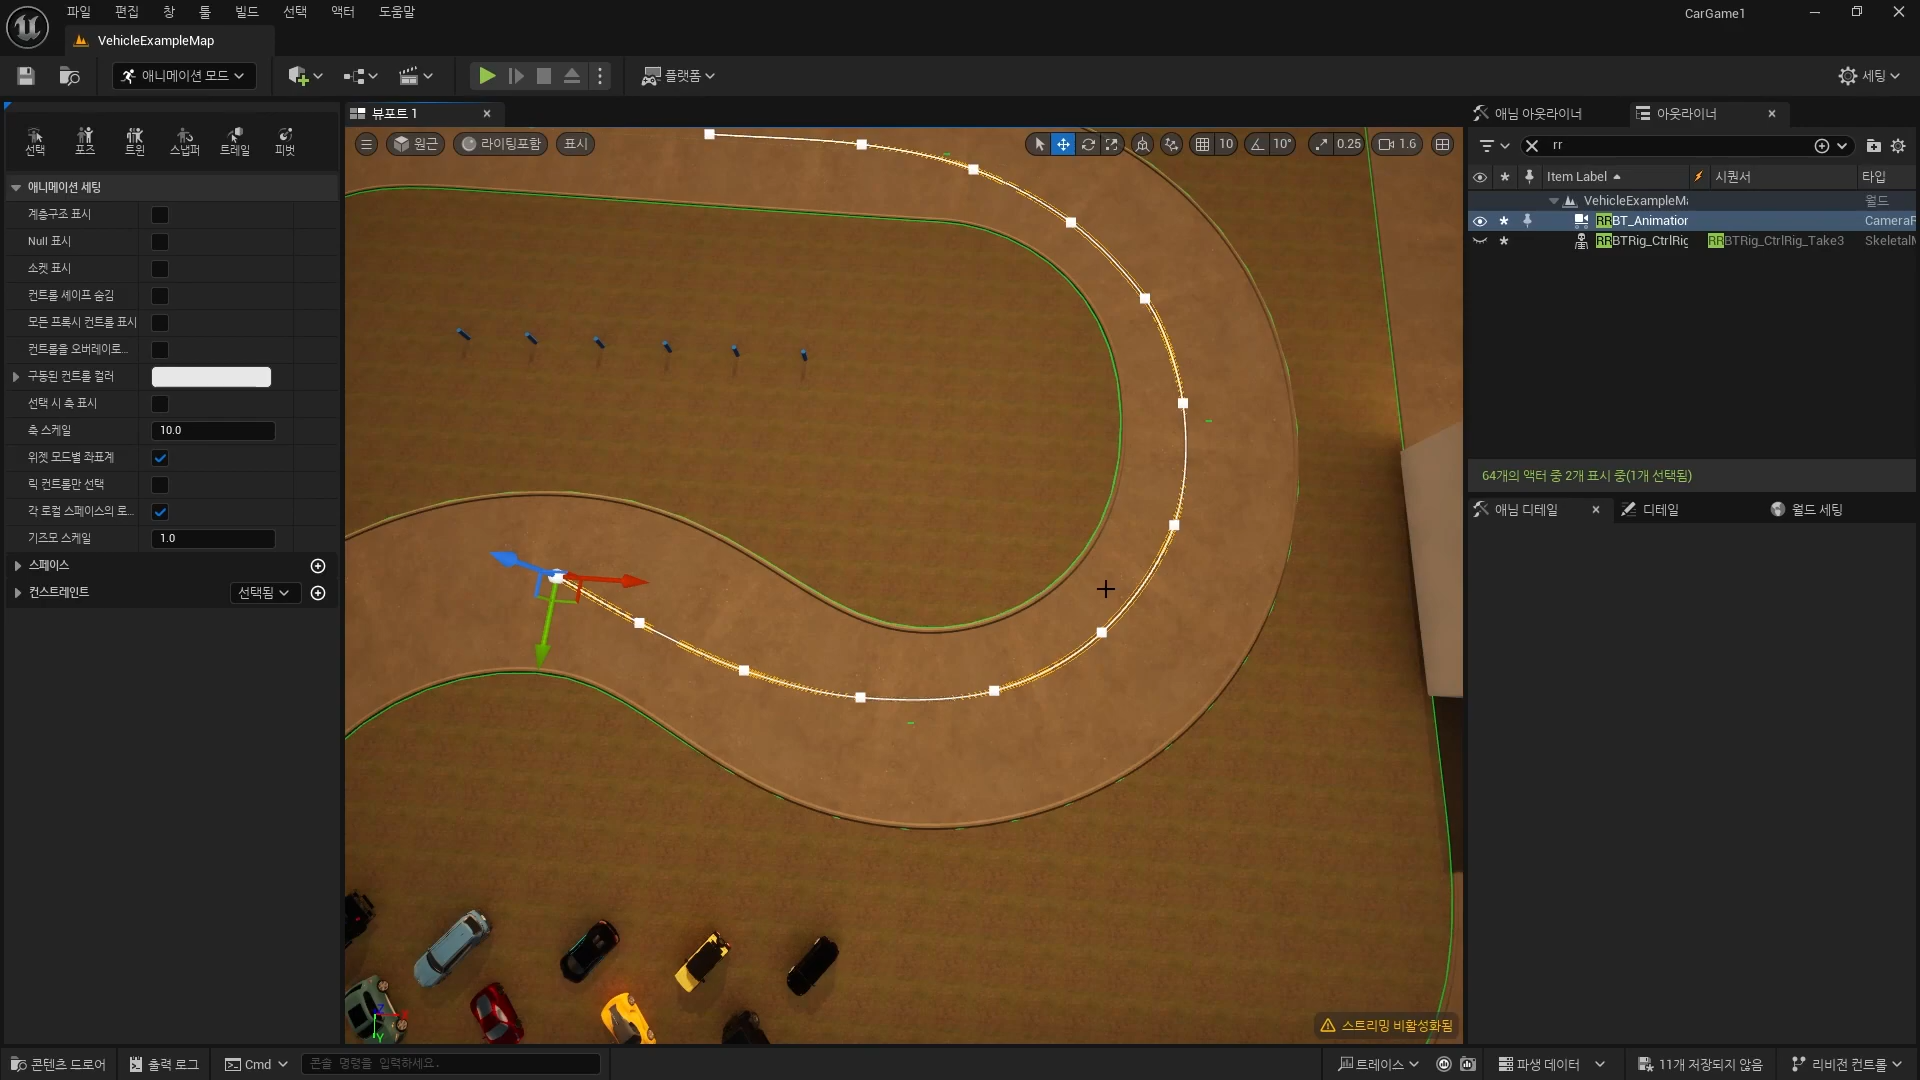 파일 편집 창 툴 빌드 선택 액터 도움말
CarGame1
VehicleExampleMap
애니메이션 모드
플랫폼
세팅
선택 포즈 트윈 스냅퍼 트레일 피벗
애니메이션 세팅
계층구조 표시
Null 표시
소켓 표시
컨트롤 셰이프 숨김
모든 프록시 컨트롤 표시
컨트롤을 오버레이로...
구동된 컨트롤 컬러
선택 시 축 표시
축 스케일 10.0
위젯 모드별 좌표계
릭 컨트롤만 선택
각 로컬 스페이스의 로...
기즈모 스케일 1.0
스페이스
컨스트레인트 선택됨
뷰포트 1
원근 라이팅포함 표시
10 10° 0.25 1.6
스트리밍 비활성화됨
애님 아웃라이너 아웃라이너
rr
Item Label 시퀀서 타입
VehicleExampleMa 월드
RRBT_Animation CameraR
RRBTRig_CtrlRig RRBTRig_CtrlRig_Take3 SkeletalM
64개의 액터 중 2개 표시 중(1개 선택됨)
애님 디테일 디테일 월드 세팅
Z X
Y
콘텐츠 드로어 출력 로그 Cmd 콘솔 명령을 입력하세요.
트레이스 파생 데이터 11개 저장되지 않음 리비전 컨트롤